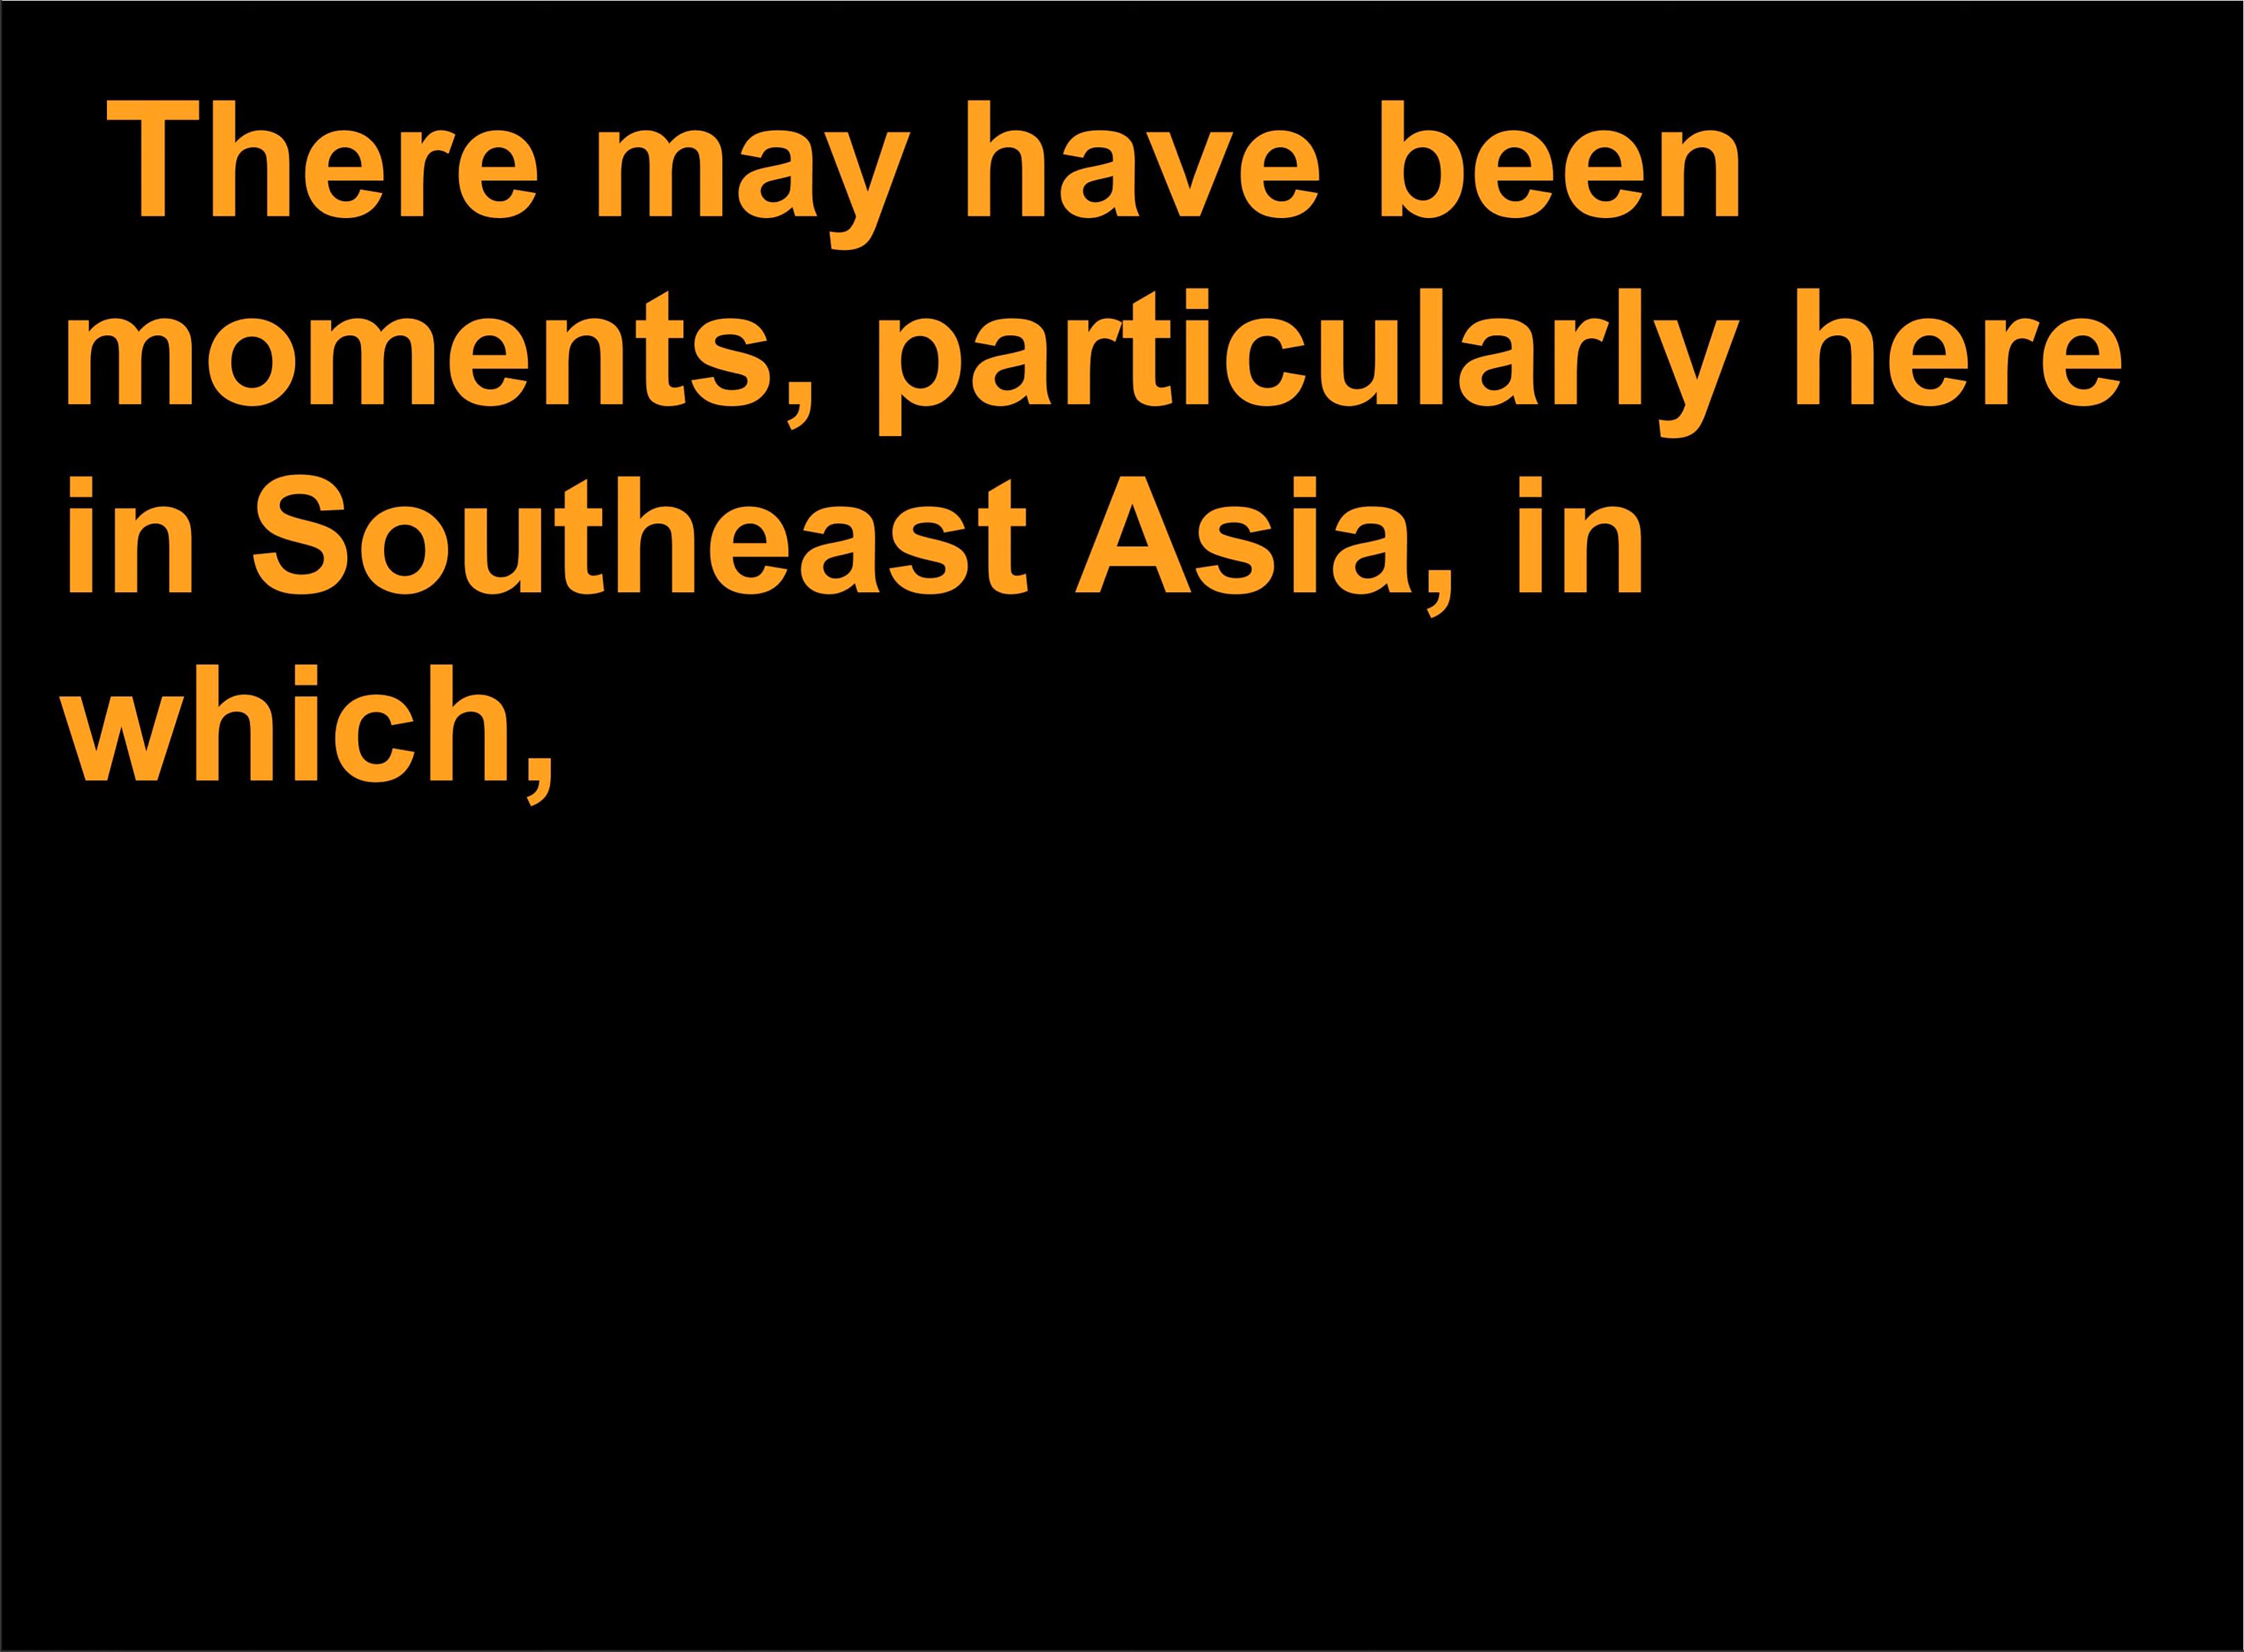 There may have been
moments, particularly here
in Southeast Asia, in
which,